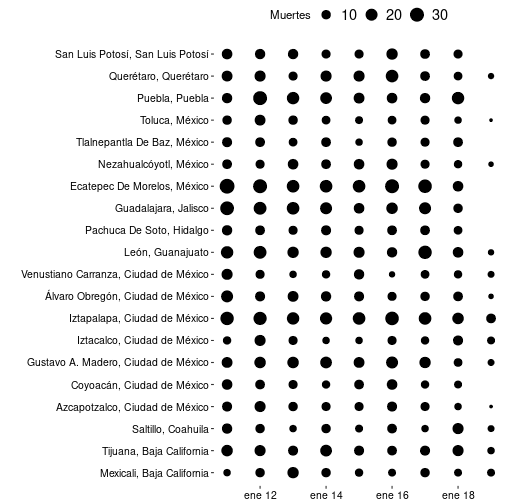 Muertes 10 20 30
San Luis Potosí, San Luis Potosí
Querétaro, Querétaro
Puebla, Puebla
Toluca, México
Tlalnepantla De Baz, México
Nezahualcóyotl, México
Ecatepec De Morelos, México
Guadalajara, Jalisco
Pachuca De Soto, Hidalgo
León, Guanajuato
Venustiano Carranza, Ciudad de México
Álvaro Obregón, Ciudad de México
Iztapalapa, Ciudad de México
Iztacalco, Ciudad de México
Gustavo A. Madero, Ciudad de México
Coyoacán, Ciudad de México
Azcapotzalco, Ciudad de México
Saltillo, Coahuila
Tijuana, Baja California
Mexicali, Baja California
ene 12 ene 14 ene 16 ene 18